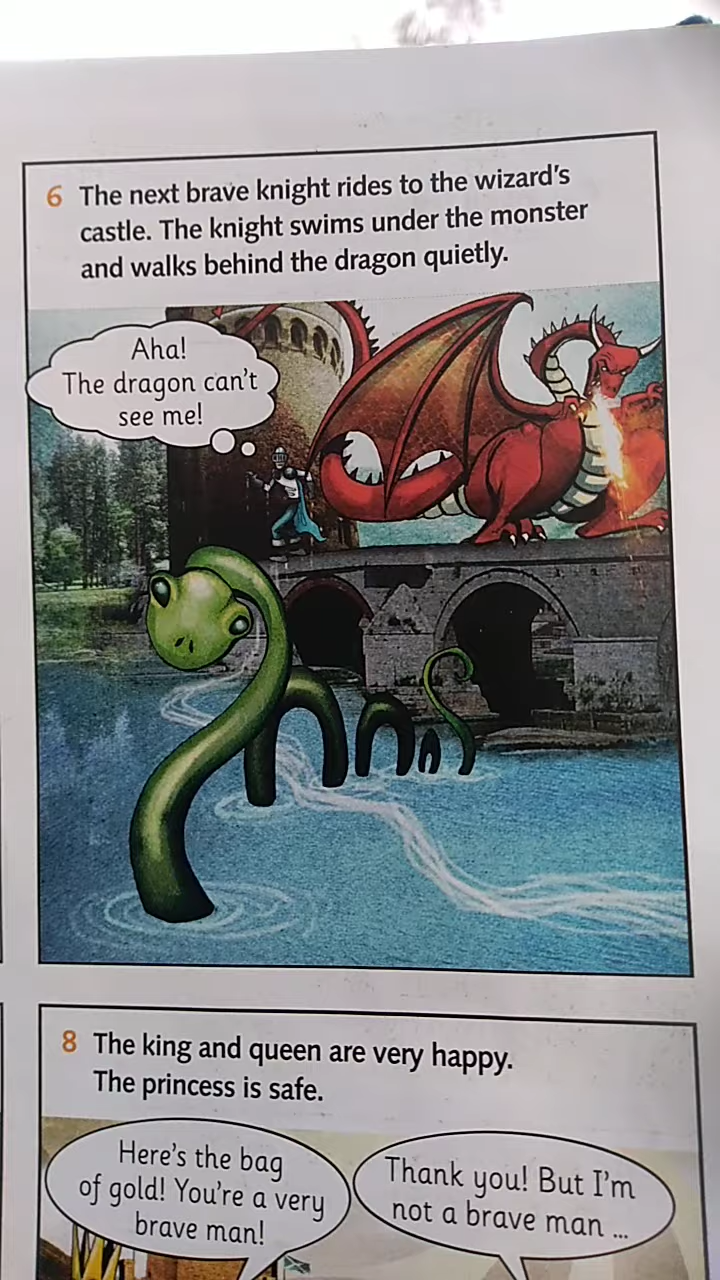 6 The next brave knight rides to the wizard's
castle. The knight swims under the monster
and walks behind the dragon quietly.
Aha!
The dragon can't
see me!
8 The king and queen are very happy.
The princess is safe.
Here's the bag
of gold! You're a very
brave man!
Thank you! But I'm
not a brave man ...